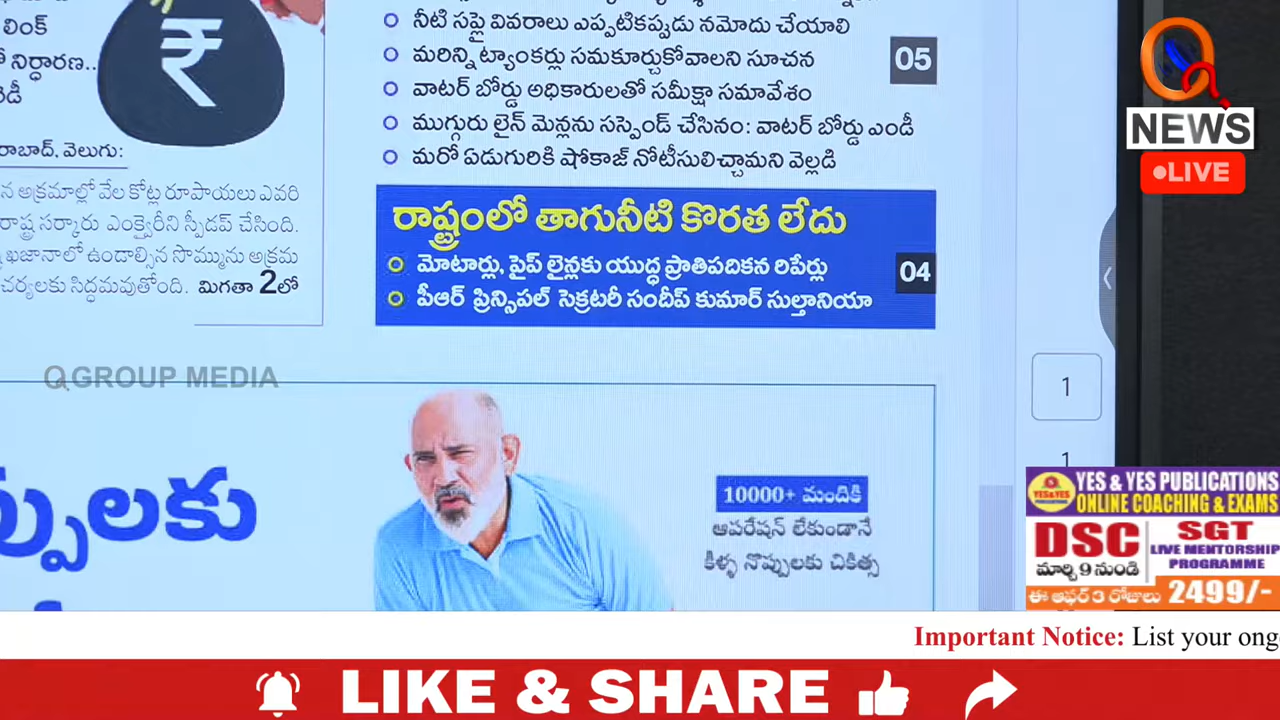 లింక్
నిర్ధారణ..
రాబాద్, వెలుగు:
న అక్రమాల్లో వేల కోట్ల రూపాయలు ఎవరి
రాష్ట్ర సర్కారు ఎంక్వైరీని స్పీడప్ చేసింది.
ఖజానాలో ఉండాల్సిన సొమ్మును అక్రమ
చర్యలకు సిద్ధమవుతోంది. మిగతా 2లో
నీటి సప్లై వివరాలు ఎప్పటికప్పుడు నమోదు చేయాలి
మరిన్ని ట్యాంకర్లు సమకూర్చుకోవాలని సూచన
వాటర్ బోర్డు అధికారులతో సమీక్షా సమావేశం
ముగ్గురు లైన్ మెన్లను సస్పెండ్ చేసినం: వాటర్ బోర్డు ఎండీ
మరో ఏడుగురికి షోకాజ్ నోటీసులిచ్చామని వెల్లడి
05
రాష్ట్రంలో తాగునీటి కొరత లేదు
మోటార్లు, పైప్ లైన్లకు యుద్ధ ప్రాతిపదికన రిపేర్లు
పీఆర్ ప్రిన్సిపల్ సెక్రటరీ సందీప్ కుమార్ సుల్తానియా
04
Q GROUP MEDIA
ప్పులకు
10000+ మందికి
ఆపరేషన్ లేకుండానే
కీళ్ళ నొప్పులకు చికిత్స
1
1
Q
NEWS
LIVE
YES & YES PUBLICATIONS
ONLINE COACHING & EXAMS
DSC
మార్చి 9 నుండి
SGT
LIVE MENTORSHIP
PROGRAMME
ఈ ఆఫర్ 3 రోజులు 2499/-
Important Notice: List your ong
LIKE & SHARE